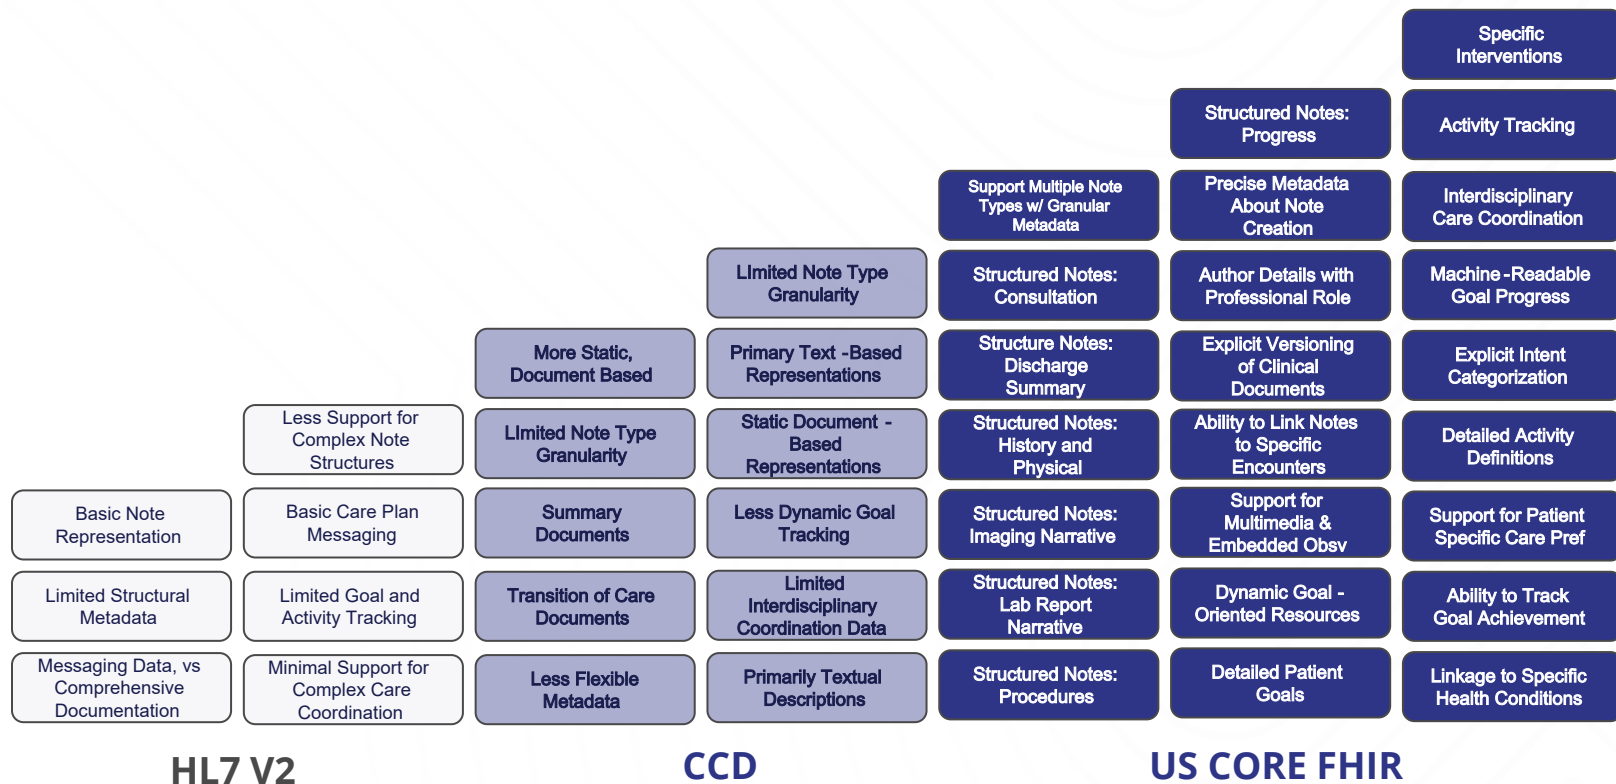 Specific
Interventions
Structured Notes:
Progress
Activity Tracking
Support Multiple Note
Types w/ Granular
Metadata
Precise Metadata
About Note
Creation
Interdisciplinary
Care Coordination
LImited Note Type
Granularity
Structured Notes:
Consultation
Author Details with
Professional Role
Machine-Readable
Goal Progress
More Static,
Document Based
Primary Text -Based
Representations
Structure Notes:
Discharge
Summary
Explicit Versioning
of Clinical
Documents
Explicit Intent
Categorization
Less Support for
Complex Note
Structures
LImited Note Type
Granularity
Static Document -
Based
Representations
Structured Notes:
History and
Physical
Ability to Link Notes
to Specific
Encounters
Detailed Activity
Definitions
Basic Note
Representation
Basic Care Plan
Messaging
Summary
Documents
Less Dynamic Goal
Tracking
Structured Notes:
Imaging Narrative
Support for
Multimedia &
Embedded Obsv
Support for Patient
Specific Care Pref
Limited Structural
Metadata
Limited Goal and
Activity Tracking
Transition of Care
Documents
Limited
Interdisciplinary
Coordination Data
Structured Notes:
Lab Report
Narrative
Dynamic Goal -
Oriented Resources
Ability to Track
Goal Achievement
Messaging Data, vs
Comprehensive
Documentation
Minimal Support for
Complex Care
Coordination
Less Flexible
Metadata
Primarily Textual
Descriptions
Structured Notes:
Procedures
Detailed Patient
Goals
Linkage to Specific
Health Conditions
HL7 V2
CCD
US CORE FHIR